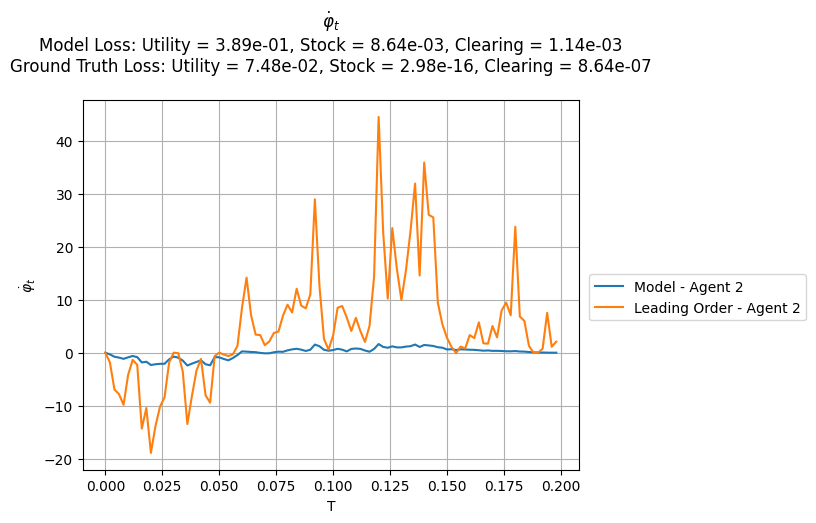 φ̇ₜ
Model Loss: Utility = 3.89e-01, Stock = 8.64e-03, Clearing = 1.14e-03
Ground Truth Loss: Utility = 7.48e-02, Stock = 2.98e-16, Clearing = 8.64e-07
40
30
20
10
0
−10
−20
φ̇ₜ
0.000 0.025 0.050 0.075 0.100 0.125 0.150 0.175 0.200
T
Model - Agent 2
Leading Order - Agent 2